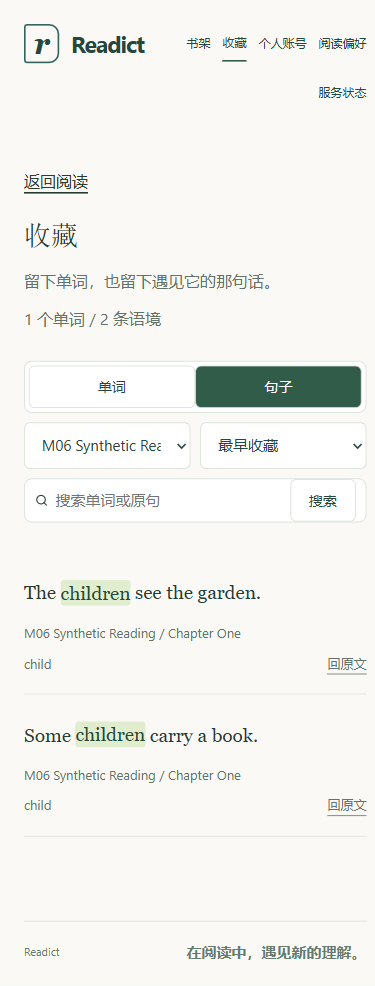 r Readict 书架 收藏 个人账号 阅读偏好
服务状态
返回阅读
收藏
留下单词，也留下遇见它的那句话。
1 个单词 / 2 条语境
单词 句子
M06 Synthetic Rea 最早收藏
搜索单词或原句 搜索
The children see the garden.
M06 Synthetic Reading / Chapter One
child 回原文
Some children carry a book.
M06 Synthetic Reading / Chapter One
child 回原文
Readict 在阅读中，遇见新的理解。